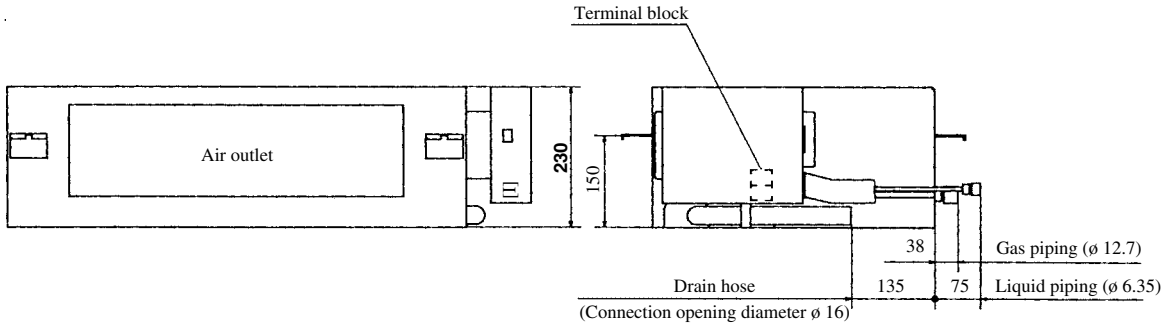 Terminal block
Air outlet
230
150
38
Gas piping (ø 12.7)
Drain hose
135
75
Liquid piping (ø 6.35)
(Connection opening diameter ø 16)